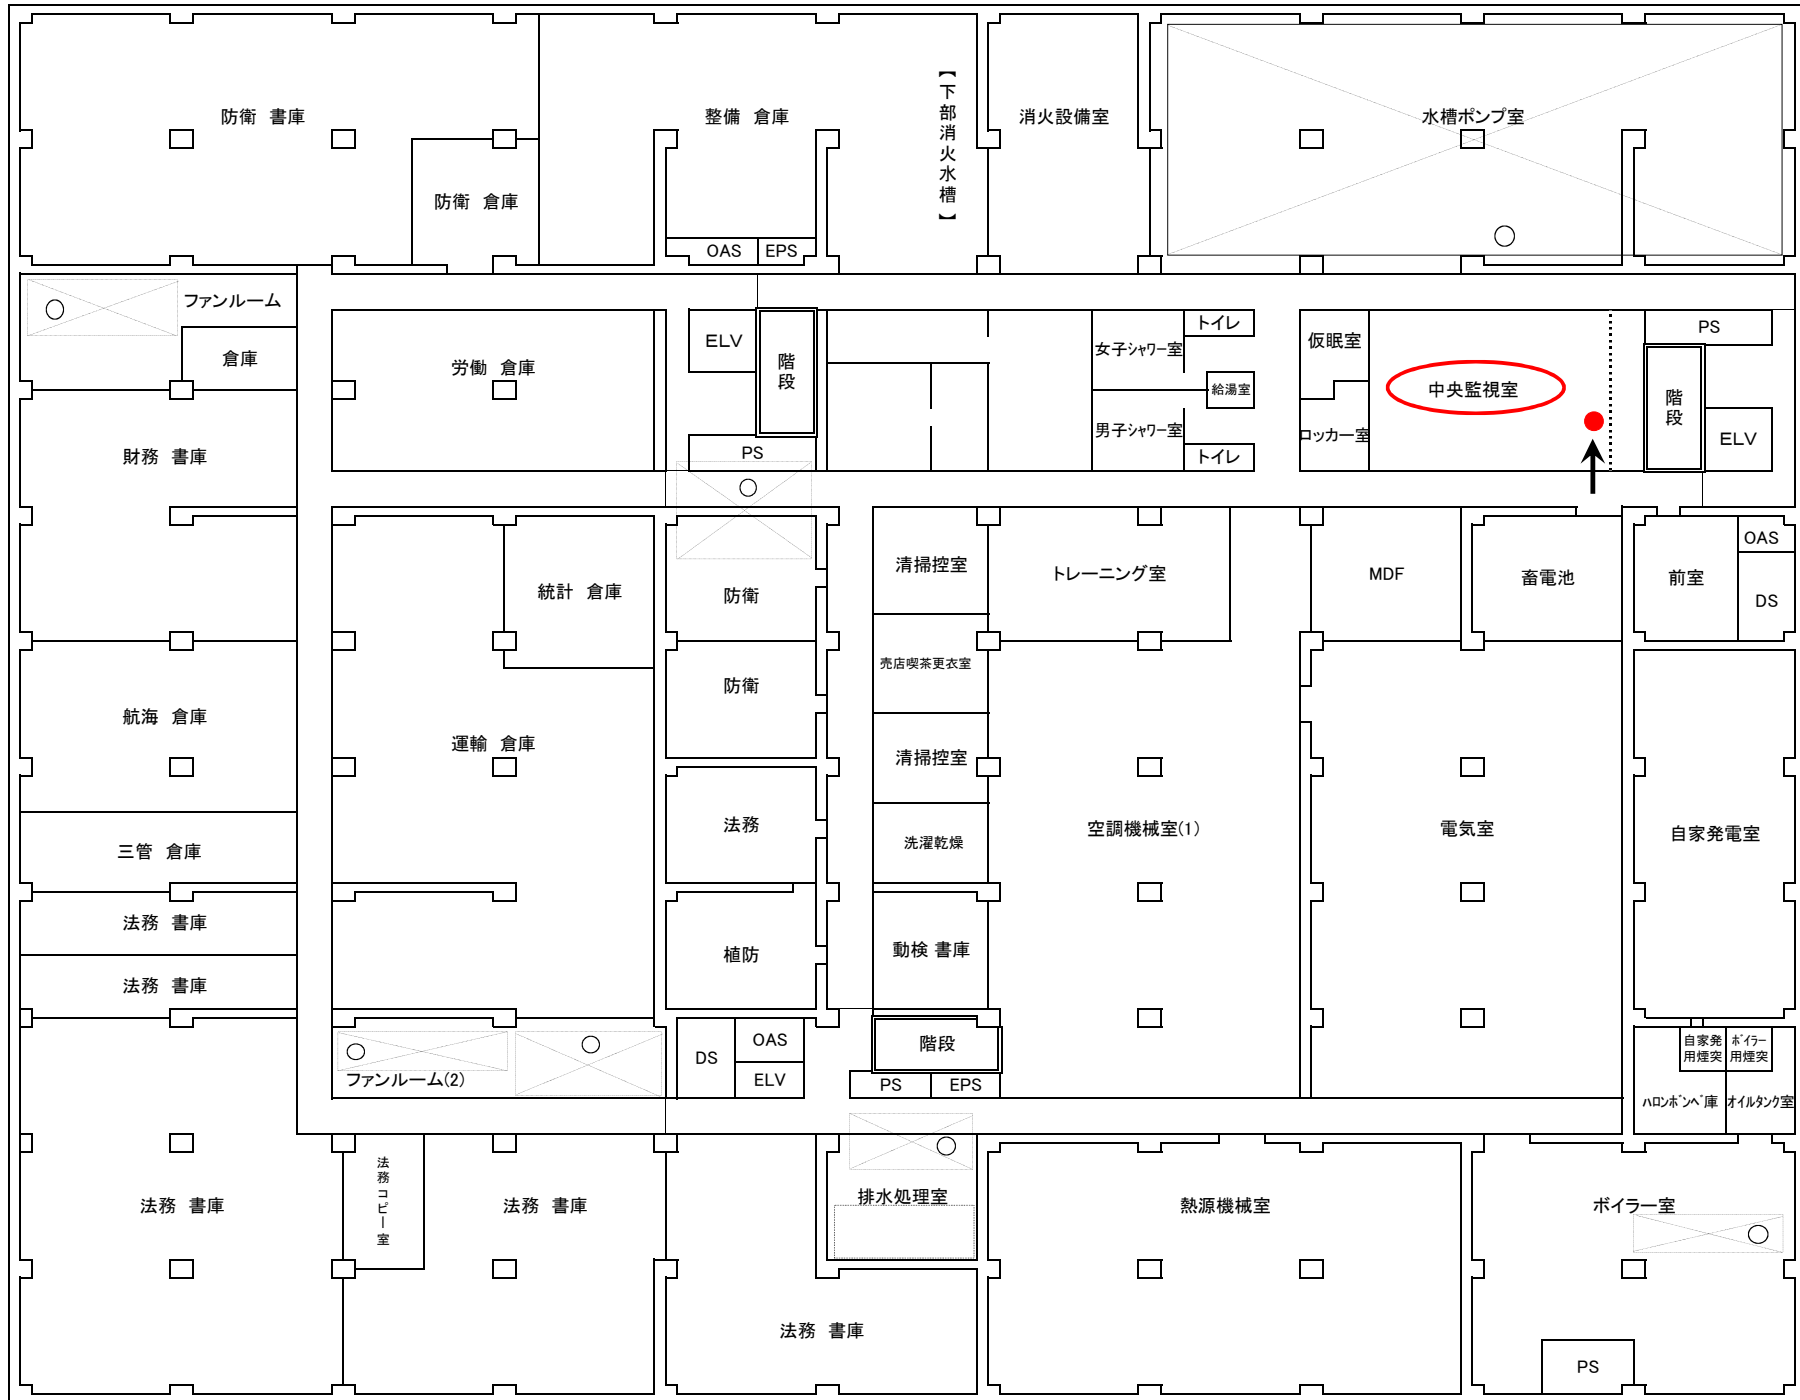 防衛 書庫
整備 倉庫
【下部消火水槽】
消火設備室
水槽ポンプ室
防衛 倉庫
OAS
EPS
ファンルーム
倉庫
労働 倉庫
ELV
階段
PS
女子シャワー室
トイレ
給湯室
男子シャワー室
トイレ
仮眠室
ロッカー室
中央監視室
PS
階段
ELV
財務 書庫
統計 倉庫
防衛
防衛
清掃控室
売店喫茶更衣室
清掃控室
洗濯乾燥
トレーニング室
MDF
畜電池
前室
OAS
DS
航海 倉庫
運輸 倉庫
法務
空調機械室(1)
電気室
自家発電室
三管 倉庫
法務 書庫
法務 書庫
植防
動検 書庫
ファンルーム(2)
DS
OAS
ELV
階段
PS
EPS
自家発
用煙突
ボイラー
用煙突
ハロンボンベ庫
オイルタンク室
法務 書庫
法務コピー室
法務 書庫
排水処理室
法務 書庫
熱源機械室
ボイラー室
PS